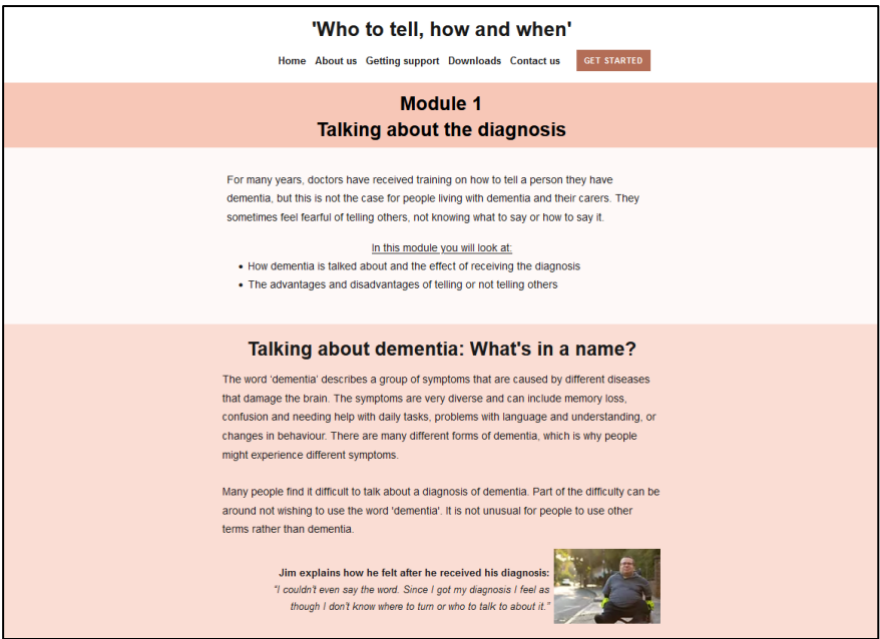 'Who to tell, how and when'
Home About us Getting support Downloads Contact us GET STARTED
Module 1
Talking about the diagnosis
For many years, doctors have received training on how to tell a person they have
dementia, but this is not the case for people living with dementia and their carers. They
sometimes feel fearful of telling others, not knowing what to say or how to say it.
In this module you will look at:
• How dementia is talked about and the effect of receiving the diagnosis
• The advantages and disadvantages of telling or not telling others
Talking about dementia: What's in a name?
The word 'dementia' describes a group of symptoms that are caused by different diseases
that damage the brain. The symptoms are very diverse and can include memory loss,
confusion and needing help with daily tasks, problems with language and understanding, or
changes in behaviour. There are many different forms of dementia, which is why people
might experience different symptoms.
Many people find it difficult to talk about a diagnosis of dementia. Part of the difficulty can be
around not wishing to use the word 'dementia'. It is not unusual for people to use other
terms rather than dementia.
Jim explains how he felt after he received his diagnosis:
"I couldn't even say the word. Since I got my diagnosis I feel as
though I don't know where to turn or who to talk to about it."